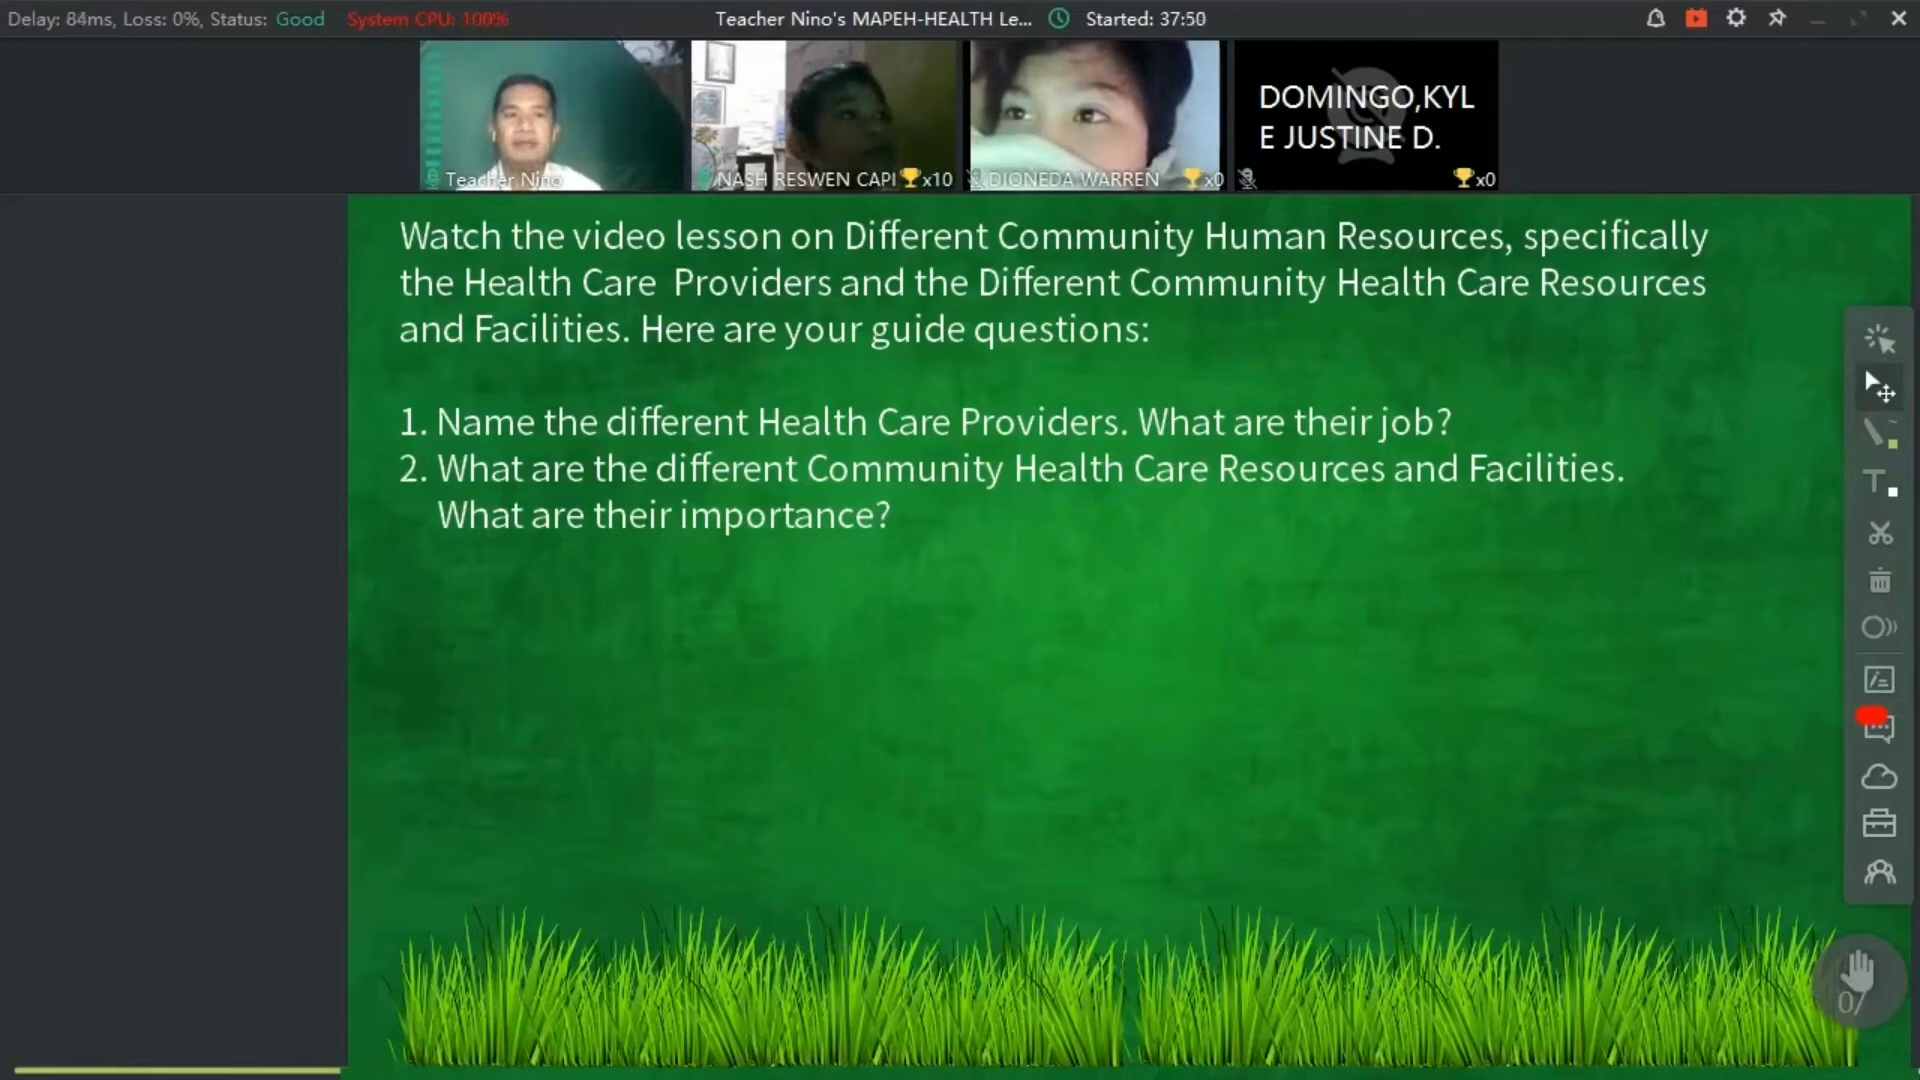 Delay: 84ms, Loss: 0%, Status: Good System CPU: 100% Teacher Nino's MAPEH-HEALTH Le... Started: 37:50
DOMINGO,KYL
E JUSTINE D.
Teacher Nino NASH RESWEN CAPI x10 DIONEDA WARREN x0 x0
Watch the video lesson on Different Community Human Resources, specifically
the Health Care Providers and the Different Community Health Care Resources
and Facilities. Here are your guide questions:
1. Name the different Health Care Providers. What are their job?
2. What are the different Community Health Care Resources and Facilities.
What are their importance?
0/